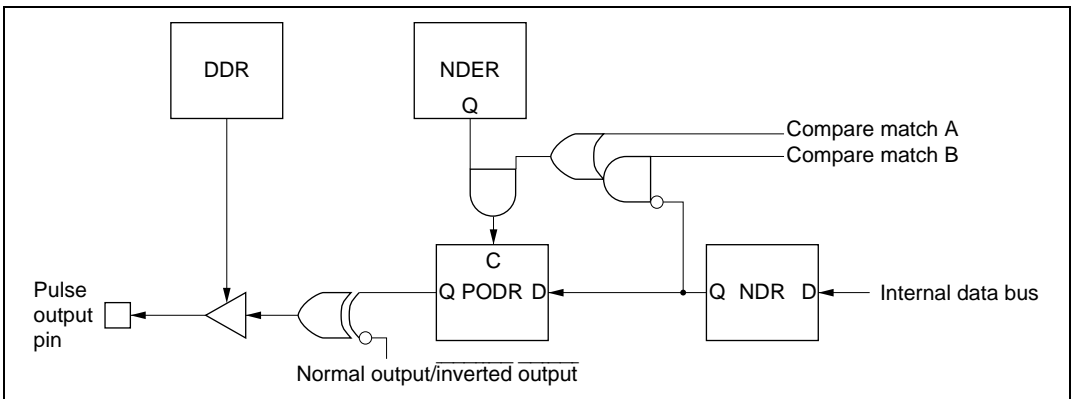 DDR
NDER
Q
Compare match A
Compare match B
C
Q PODR D
Q NDR D
Internal data bus
Pulse
output
pin
Normal output/inverted output